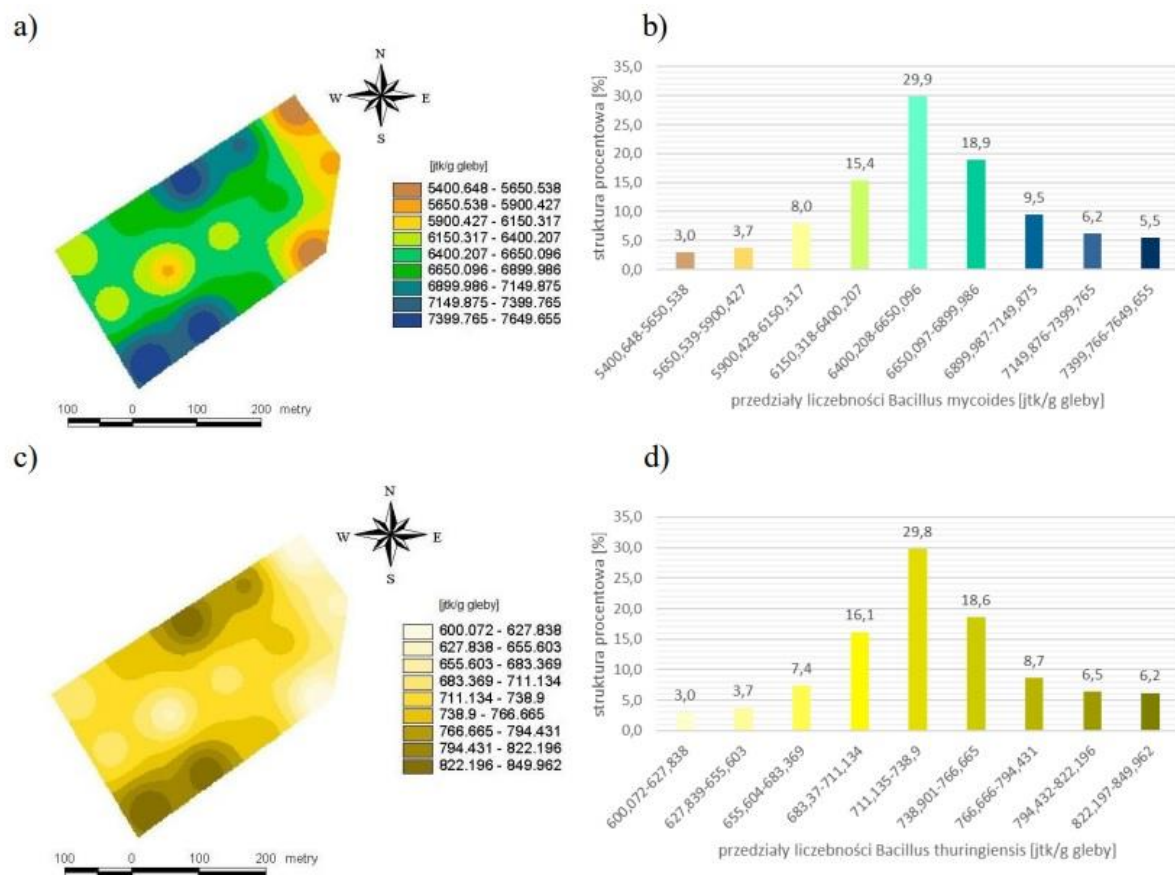 a)
N
W
E
S
[jtk/g gleby]
5400.648 - 5650.538
5650.538 - 5900.427
5900.427 - 6150.317
6150.317 - 6400.207
6400.207 - 6650.096
6650.096 - 6899.986
6899.986 - 7149.875
7149.875 - 7399.765
7399.765 - 7649.655
100 0 100 200 metry
b)
struktura procentowa [%]
35,0
30,0
25,0
20,0
15,0
10,0
5,0
0,0
3,0
3,7
8,0
15,4
29,9
18,9
9,5
6,2
5,5
5400,648-5650,538
5650,539-5900,427
5900,428-6150,317
6150,318-6400,207
6400,208-6650,096
6650,097-6899,986
6899,987-7149,875
7149,876-7399,765
7399,766-7649,655
przedziały liczebności Bacillus mycoides [jtk/g gleby]
c)
N
W
E
S
[jtk/g gleby]
600.072 - 627.838
627.838 - 655.603
655.603 - 683.369
683.369 - 711.134
711.134 - 738.9
738.9 - 766.665
766.665 - 794.431
794.431 - 822.196
822.196 - 849.962
100 0 100 200 metry
d)
struktura procentowa [%]
35,0
30,0
25,0
20,0
15,0
10,0
5,0
0,0
3,0
3,7
7,4
16,1
29,8
18,6
8,7
6,5
6,2
600,072-627,838
627,839-655,603
655,604-683,369
683,37-711,134
711,135-738,9
738,901-766,665
766,666-794,431
794,432-822,196
822,197-849,962
przedziały liczebności Bacillus thuringiensis [jtk/g gleby]